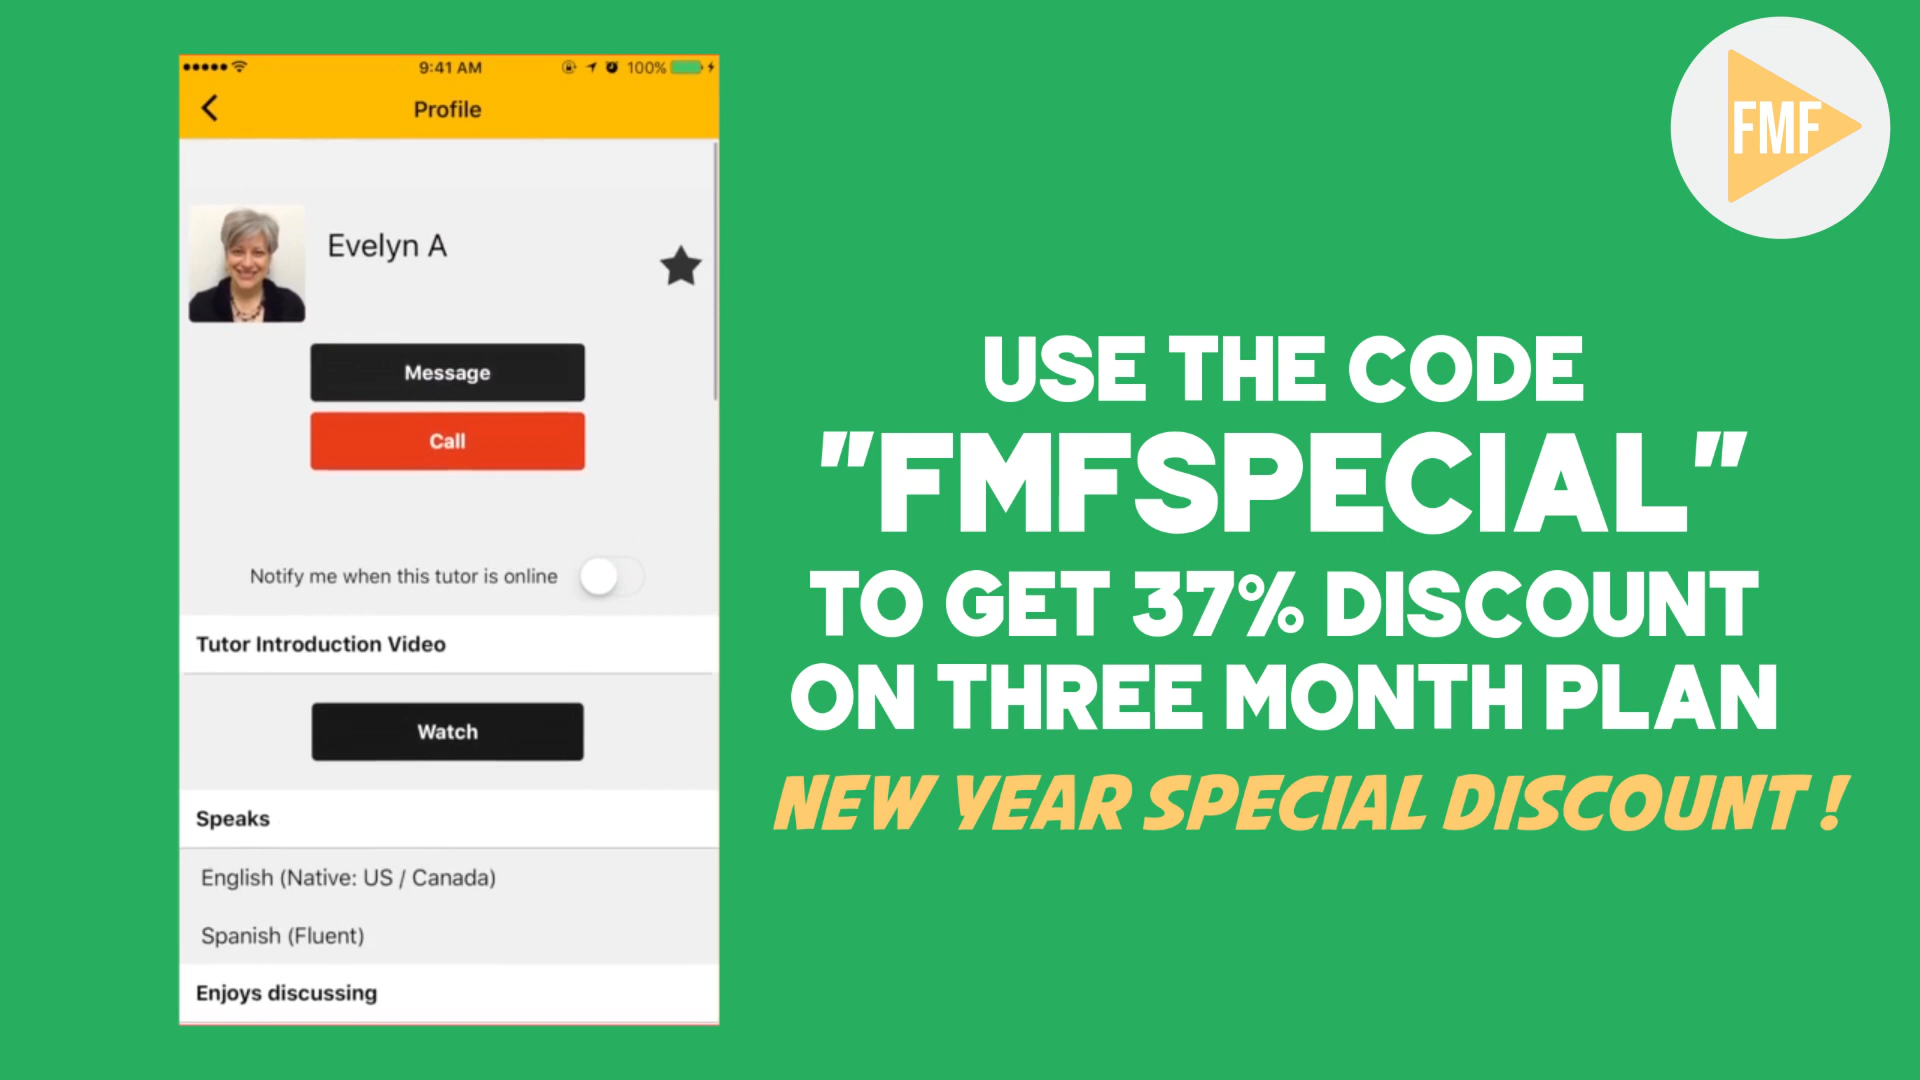 9:41 AM
100%
Profile
Evelyn A
Message
Call
Notify me when this tutor is online
Tutor Introduction Video
Watch
Speaks
English (Native: US / Canada)
Spanish (Fluent)
Enjoys discussing
FMF
USE THE CODE
"FMFSPECIAL"
TO GET 37% DISCOUNT
ON THREE MONTH PLAN
NEW YEAR SPECIAL DISCOUNT !